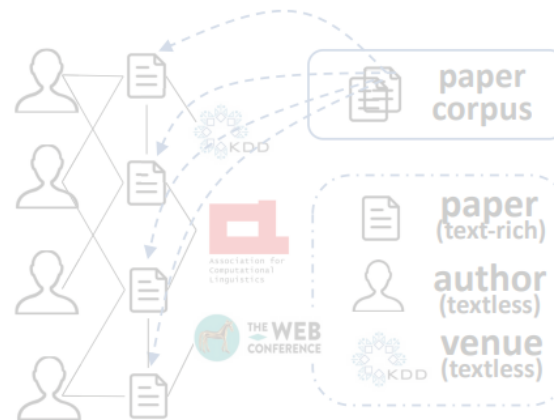 paper
corpus
KDD
paper
(text-rich)
Association for
Computational
Linguistics
author
(textless)
THE WEB
CONFERENCE
venue
(textless)
KDD